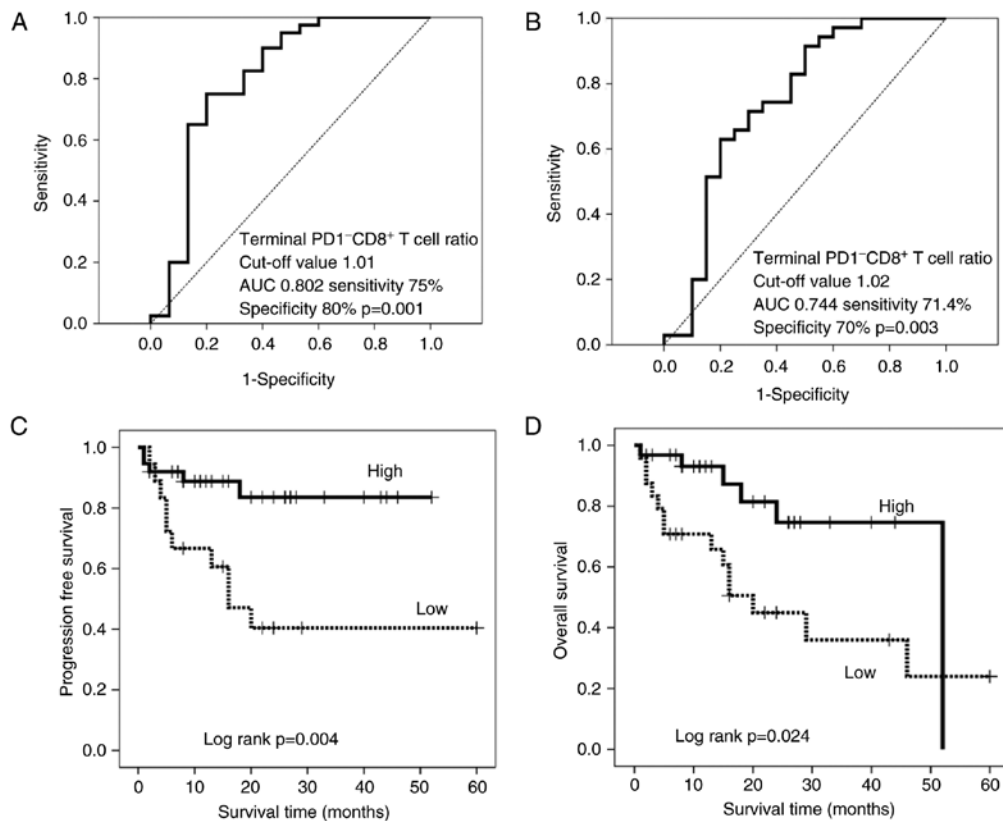 A
1.0
0.8
0.6
0.4
0.2
0.0
Sensitivity
Terminal PD1⁻CD8⁺ T cell ratio
Cut-off value 1.01
AUC 0.802 sensitivity 75%
Specificity 80% p=0.001
0.0 0.2 0.4 0.6 0.8 1.0
1-Specificity
B
1.0
0.8
0.6
0.4
0.2
0.0
Sensitivity
Terminal PD1⁻CD8⁺ T cell ratio
Cut-off value 1.02
AUC 0.744 sensitivity 71.4%
Specificity 70% p=0.003
0.0 0.2 0.4 0.6 0.8 1.0
1-Specificity
C
1.0
0.8
0.6
0.4
0.2
0.0
Progression free survival
High
Low
Log rank p=0.004
0 10 20 30 40 50 60
Survival time (months)
D
1.0
0.8
0.6
0.4
0.2
0.0
Overall survival
High
Low
Log rank p=0.024
0 10 20 30 40 50 60
Survival time (months)